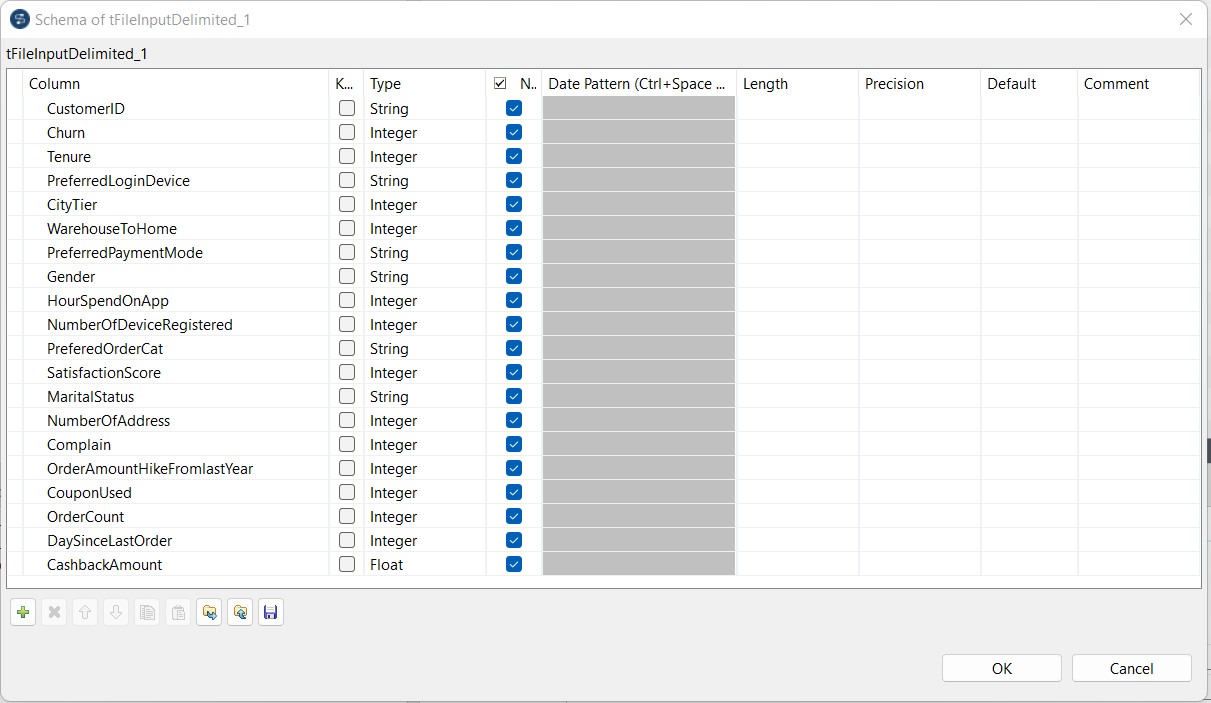 Schema of tFileInputDelimited_1
tFileInputDelimited_1
Column K... Type N.. Date Pattern (Ctrl+Space ... Length Precision Default Comment
CustomerID String
Churn Integer
Tenure Integer
PreferredLoginDevice String
CityTier Integer
WarehouseToHome Integer
PreferredPaymentMode String
Gender String
HourSpendOnApp Integer
NumberOfDeviceRegistered Integer
PreferedOrderCat String
SatisfactionScore Integer
MaritalStatus String
NumberOfAddress Integer
Complain Integer
OrderAmountHikeFromlastYear Integer
CouponUsed Integer
OrderCount Integer
DaySinceLastOrder Integer
CashbackAmount Float
OK Cancel